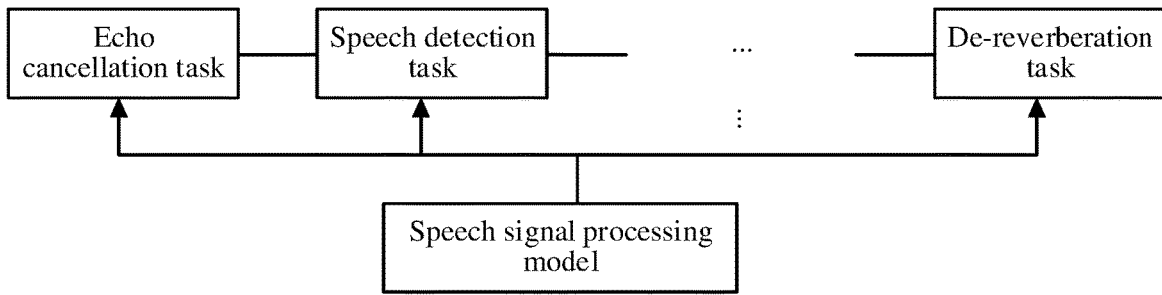 Echo
cancellation task
Speech detection
task
...
De-reverberation
task
⋮
Speech signal processing
model